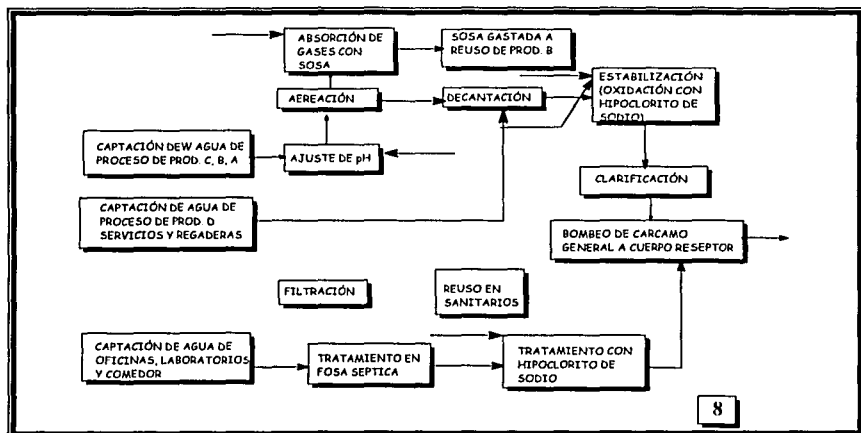 ABSORCIÓN DE
GASES CON
SOSA
SOSA GASTADA A
REUSO DE PROD. B
ESTABILIZACIÓN
(OXIDACIÓN CON
HIPOCLORITO DE
SODIO)
AEREACIÓN
DECANTACIÓN
CAPTACIÓN DEW AGUA DE
PROCESO DE PROD. C, B, A
AJUSTE DE pH
CLARIFICACIÓN
CAPTACIÓN DE AGUA DE
PROCESO DE PROD. D
SERVICIOS Y REGADERAS
BOMBEO DE CARCAMO
GENERAL A CUERPO RESEPTOR
FILTRACIÓN
REUSO EN
SANITARIOS
CAPTACIÓN DE AGUA DE
OFICINAS, LABORATORIOS
Y COMEDOR
TRATAMIENTO EN
FOSA SEPTICA
TRATAMIENTO CON
HIPOCLORITO DE
SODIO
8